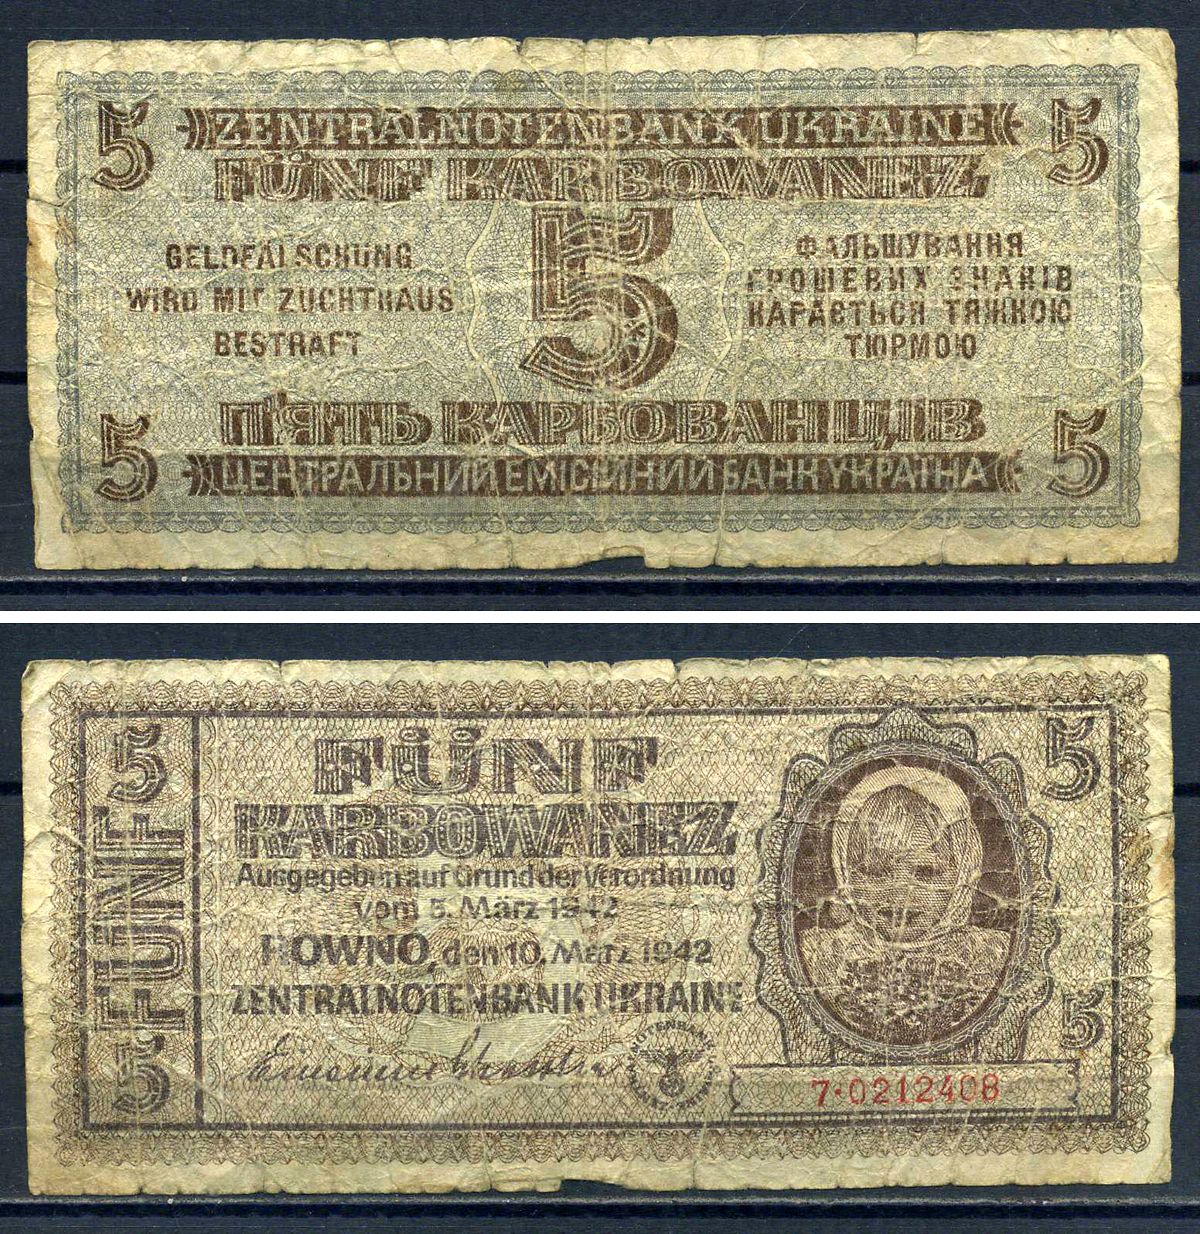 5 ZENTRALNOTENBANK UKRAINE 5
FÜNF KARBOWANEZ
5
GELDFÄLSCHUNG
WIRD MIT ZUCHTHAUS
BESTRAFT
ФАЛЬШУВАННЯ
ГРОШЕВИХ ЗНАКІВ
КАРАЄТЬСЯ ТЯЖКОЮ
ТЮРМОЮ
П'ЯТЬ КАРБОВАНЦІВ
5 ЦЕНТРАЛЬНИЙ ЕМІСІЙНИЙ БАНК УКРАЇНА 5
5 FÜNF 5
FÜNF
KARBOWANEZ
Ausgegeben auf Grund der Verordnung
vom 5. März 1942
ROWNO, den 10. März 1942
ZENTRALNOTENBANK UKRAINE
5
5
7·0212408